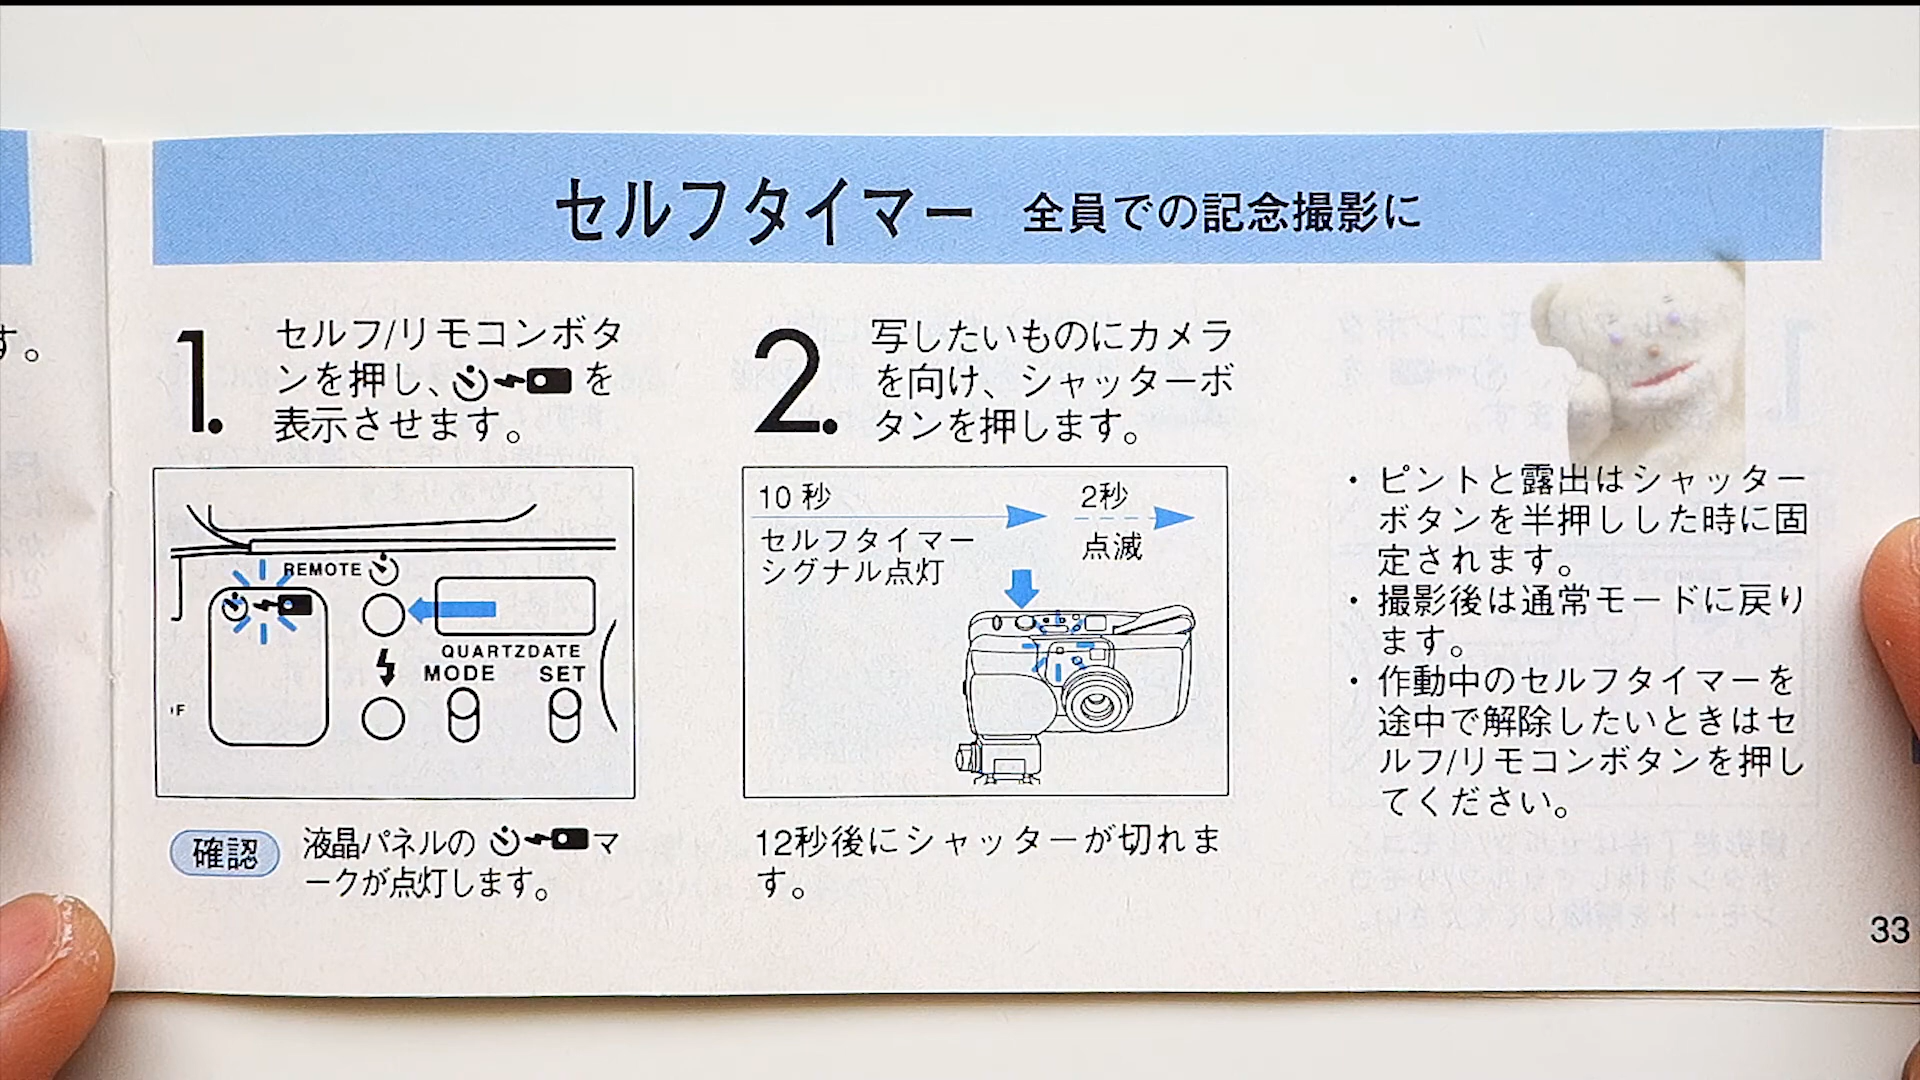 す。
セルフタイマー 全員での記念撮影に
1.
セルフ/リモコンボタ
ンを押し、を
表示させます。
REMOTE
QUARTZDATE
MODE SET
F
確認
液晶パネルの マ
ークが点灯します。
2.
写したいものにカメラ
を向け、シャッターボ
タンを押します。
10秒 2秒
セルフタイマー
シグナル点灯
点滅
12秒後にシャッターが切れま
す。
・ピントと露出はシャッター
ボタンを半押しした時に固
定されます。
・撮影後は通常モードに戻り
ます。
・作動中のセルフタイマーを
途中で解除したいときはセ
ルフ/リモコンボタンを押し
てください。
33